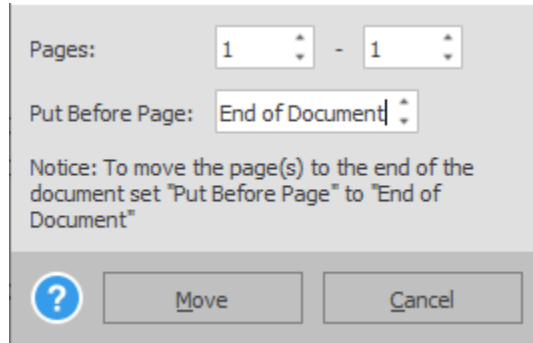 Pages: 1 - 1
Put Before Page: End of Document
Notice: To move the page(s) to the end of the
document set "Put Before Page" to "End of
Document"
? Move Cancel